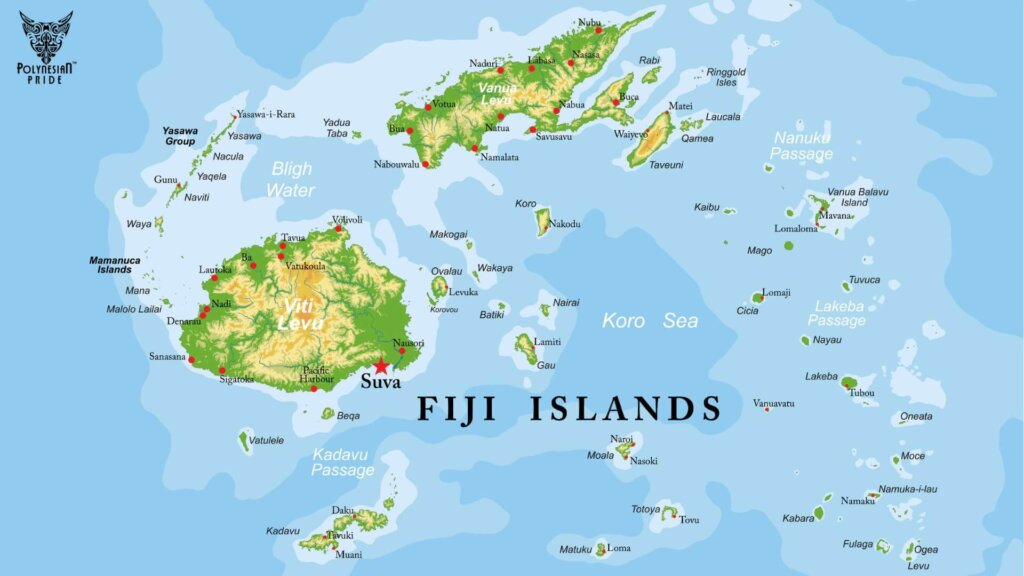 POLYNESIAN™
PRIDE
Nubu
Nasasa
Labasa
Naduri
Vanua
Levu
Votua
Bua
Natua
Nabua
Savusavu
Namalata
Nabouwalu
Buca
Rabi
Ringgold
Isles
Matei
Laucala
Qamea
Waiyevo
Taveuni
Yasawa-i-Rara
Yasawa
Group
Yasawa
Nacula
Yaqela
Gunu
Naviti
Waya
Yadua
Taba
Bligh
Water
Nanuku
Passage
Vanua Balavu
Island
Mavana
Lomaloma
Kaibu
Mago
Tuvuca
Koro
Nakodu
Makogai
Wakaya
Ovalau
Levuka
Korovou
Batiki
Nairai
Volivoli
Tavua
Ba
Vatukoula
Lautoka
Mamanuca
Islands
Mana
Malolo Lailai
Nadi
Denarau
Viti
Levu
Nausori
Sanasana
Sigatoka
Pacific
Harbour
Suva
Lamiti
Gau
Koro Sea
Lomaji
Cicia
Lakeba
Passage
Nayau
Lakeba
Tubou
Vanuavatu
Oneata
FIJI ISLANDS
Beqa
Vatulele
Kadavu
Passage
Naroi
Moala
Nasoki
Moce
Namuka-i-lau
Namuku
Kabara
Daku
Kadavu
Tavuki
Muani
Totoya
Tovu
Matuku
Loma
Fulaga
Ogea
Levu